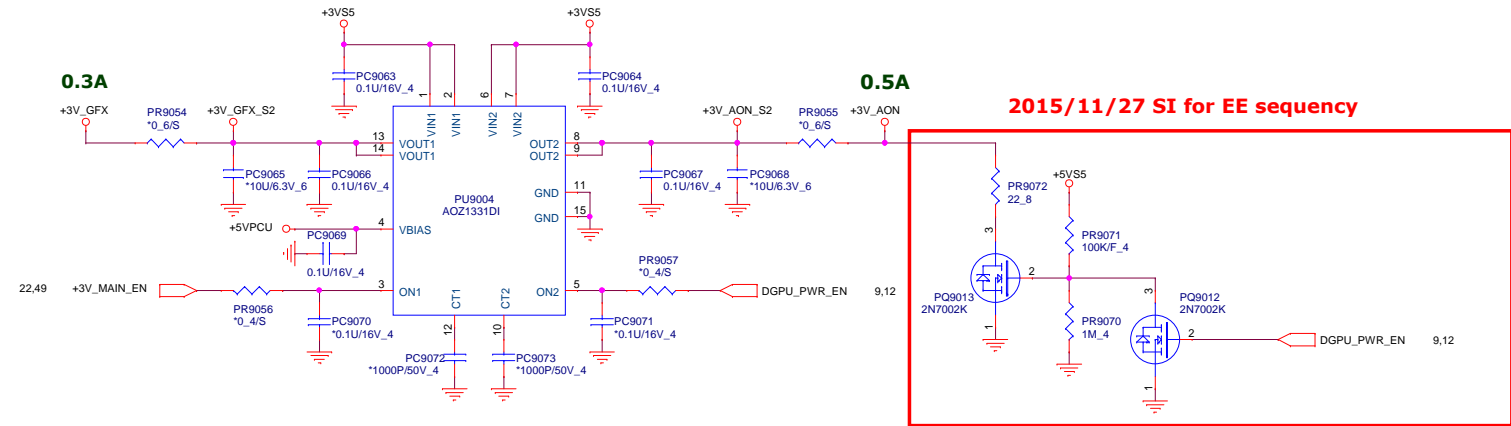 +3VS5
+3VS5
0.3A
0.5A
PC9063
0.1U/16V_4
PC9064
0.1U/16V_4
2015/11/27 SI for EE sequency
+3V_GFX
PR9054
*0_6/S
+3V_GFX_S2
1
2
6
7
VIN1
VIN1
VIN2
VIN2
+3V_AON_S2
PR9055
*0_6/S
+3V_AON
13
VOUT1
14
VOUT1
8
OUT2
9
OUT2
PC9065
*10U/6.3V_6
PC9066
0.1U/16V_4
PC9067
0.1U/16V_4
PC9068
*10U/6.3V_6
PU9004
AOZ1331DI
GND
11
GND
15
PR9072
22_8
+5VS5
+5VPCU
4
VBIAS
PC9069
0.1U/16V_4
3
PR9071
100K/F_4
PR9057
*0_4/S
22,49
+3V_MAIN_EN
3
ON1
ON2
5
DGPU_PWR_EN
9,12
PR9056
*0_4/S
CT1
CT2
PC9070
*0.1U/16V_4
12
10
PC9071
*0.1U/16V_4
PC9072
*1000P/50V_4
PC9073
*1000P/50V_4
2
PQ9013
2N7002K
1
PR9070
1M_4
3
PQ9012
2N7002K
2
1
DGPU_PWR_EN
9,12